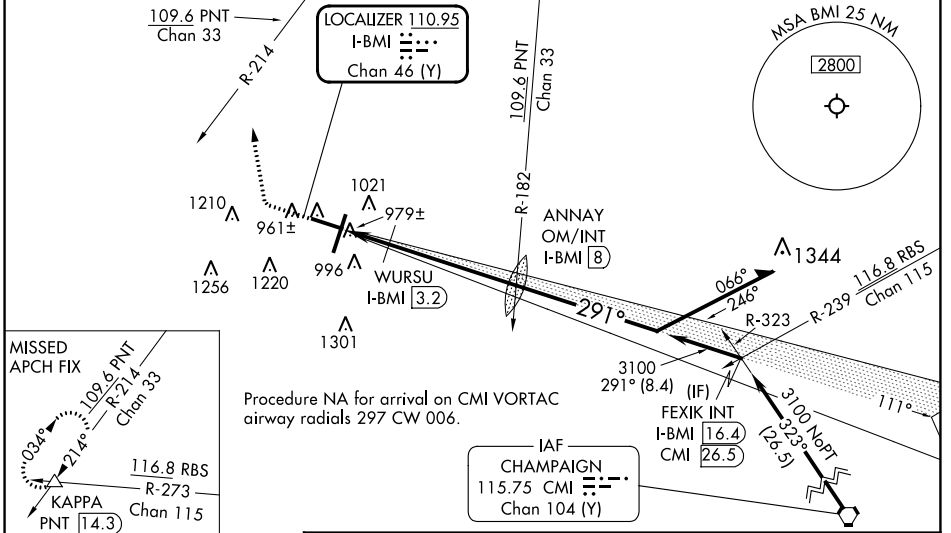 109.6 PNT
Chan 33
R-214
LOCALIZER 110.95
I-BMI
Chan 46 (Y)
109.6 PNT
Chan 33
R-182
MSA BMI 25 NM
2800
1210
961±
1021
979±
1256
1220
996
WURSU
I-BMI 3.2
1301
ANNAY
OM/INT
I-BMI 8
1344
066°
246°
116.8 RBS
R-239
Chan 115
291°
R-323
3100
291° (8.4)
(IF)
FEXIK INT
I-BMI 16.4
CMI 26.5
3100 NoPT
323°
(26.5)
111°
Procedure NA for arrival on CMI VORTAC
airway radials 297 CW 006.
IAF
CHAMPAIGN
115.75 CMI
Chan 104 (Y)
MISSED
APCH FIX
109.6 PNT
R-214
Chan 33
034°
214°
116.8 RBS
R-273
Chan 115
KAPPA
PNT 14.3